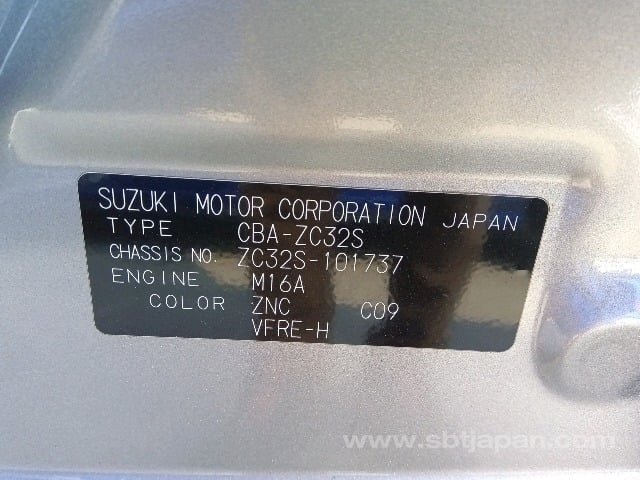 SUZUKI MOTOR CORPORATION JAPAN
TYPE CBA-ZC32S
CHASSIS NO. ZC32S-101737
ENGINE M16A
COLOR ZNC C09
VFRE-H
www.sbtjapan.com